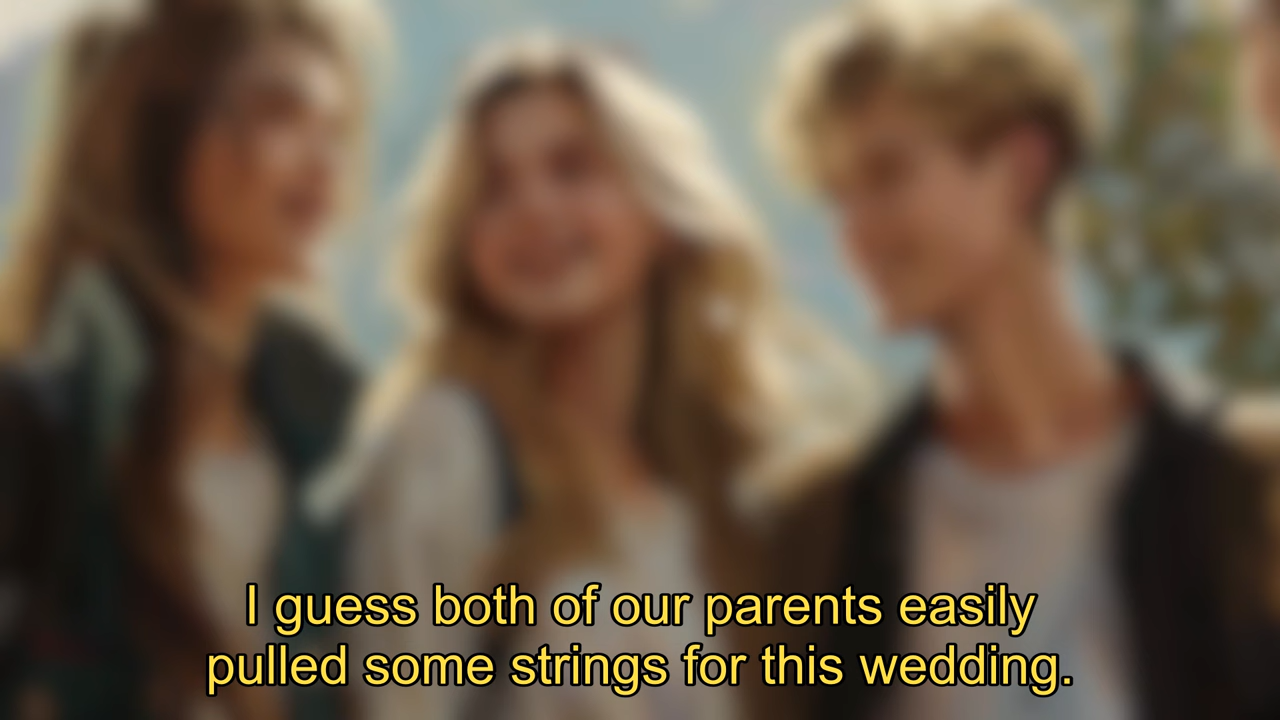 I guess both of our parents easily
pulled some strings for this wedding.